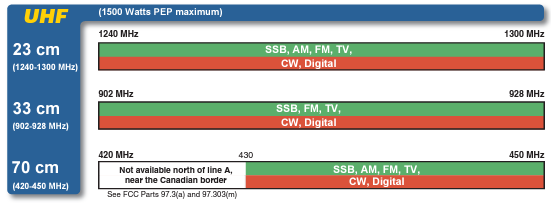 UHF (1500 Watts PEP maximum)
23 cm
(1240-1300 MHz)
1240 MHz 1300 MHz
SSB, AM, FM, TV,
CW, Digital
33 cm
(902-928 MHz)
902 MHz 928 MHz
SSB, FM, TV,
CW, Digital
70 cm
(420-450 MHz)
420 MHz 430 450 MHz
Not available north of line A,
near the Canadian border
SSB, AM, FM, TV,
CW, Digital
See FCC Parts 97.3(a) and 97.303(m)